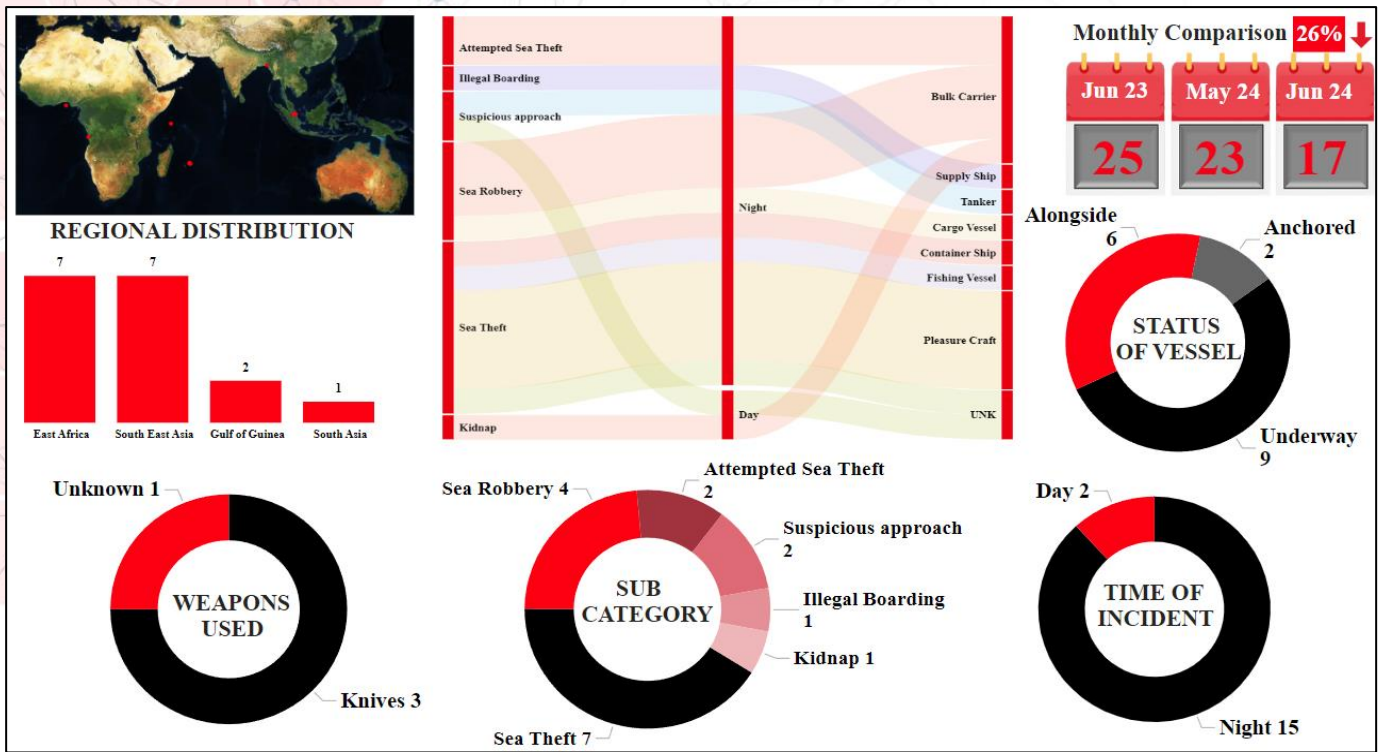 Monthly Comparison 26%
Jun 23
May 24
Jun 24
25
23
17
REGIONAL DISTRIBUTION
7
7
2
1
East Africa
South East Asia
Gulf of Guinea
South Asia
Attempted Sea Theft
Illegal Boarding
Suspicious approach
Sea Robbery
Sea Theft
Kidnap
Night
Day
Bulk Carrier
Supply Ship
Tanker
Cargo Vessel
Container Ship
Fishing Vessel
Pleasure Craft
UNK
Alongside
6
Anchored
2
STATUS
OF VESSEL
Underway
9
Unknown 1
WEAPONS
USED
Knives 3
Sea Robbery 4
Attempted Sea Theft
2
Suspicious approach
2
SUB
CATEGORY
Illegal Boarding
1
Kidnap 1
Sea Theft 7
Day 2
TIME OF
INCIDENT
Night 15